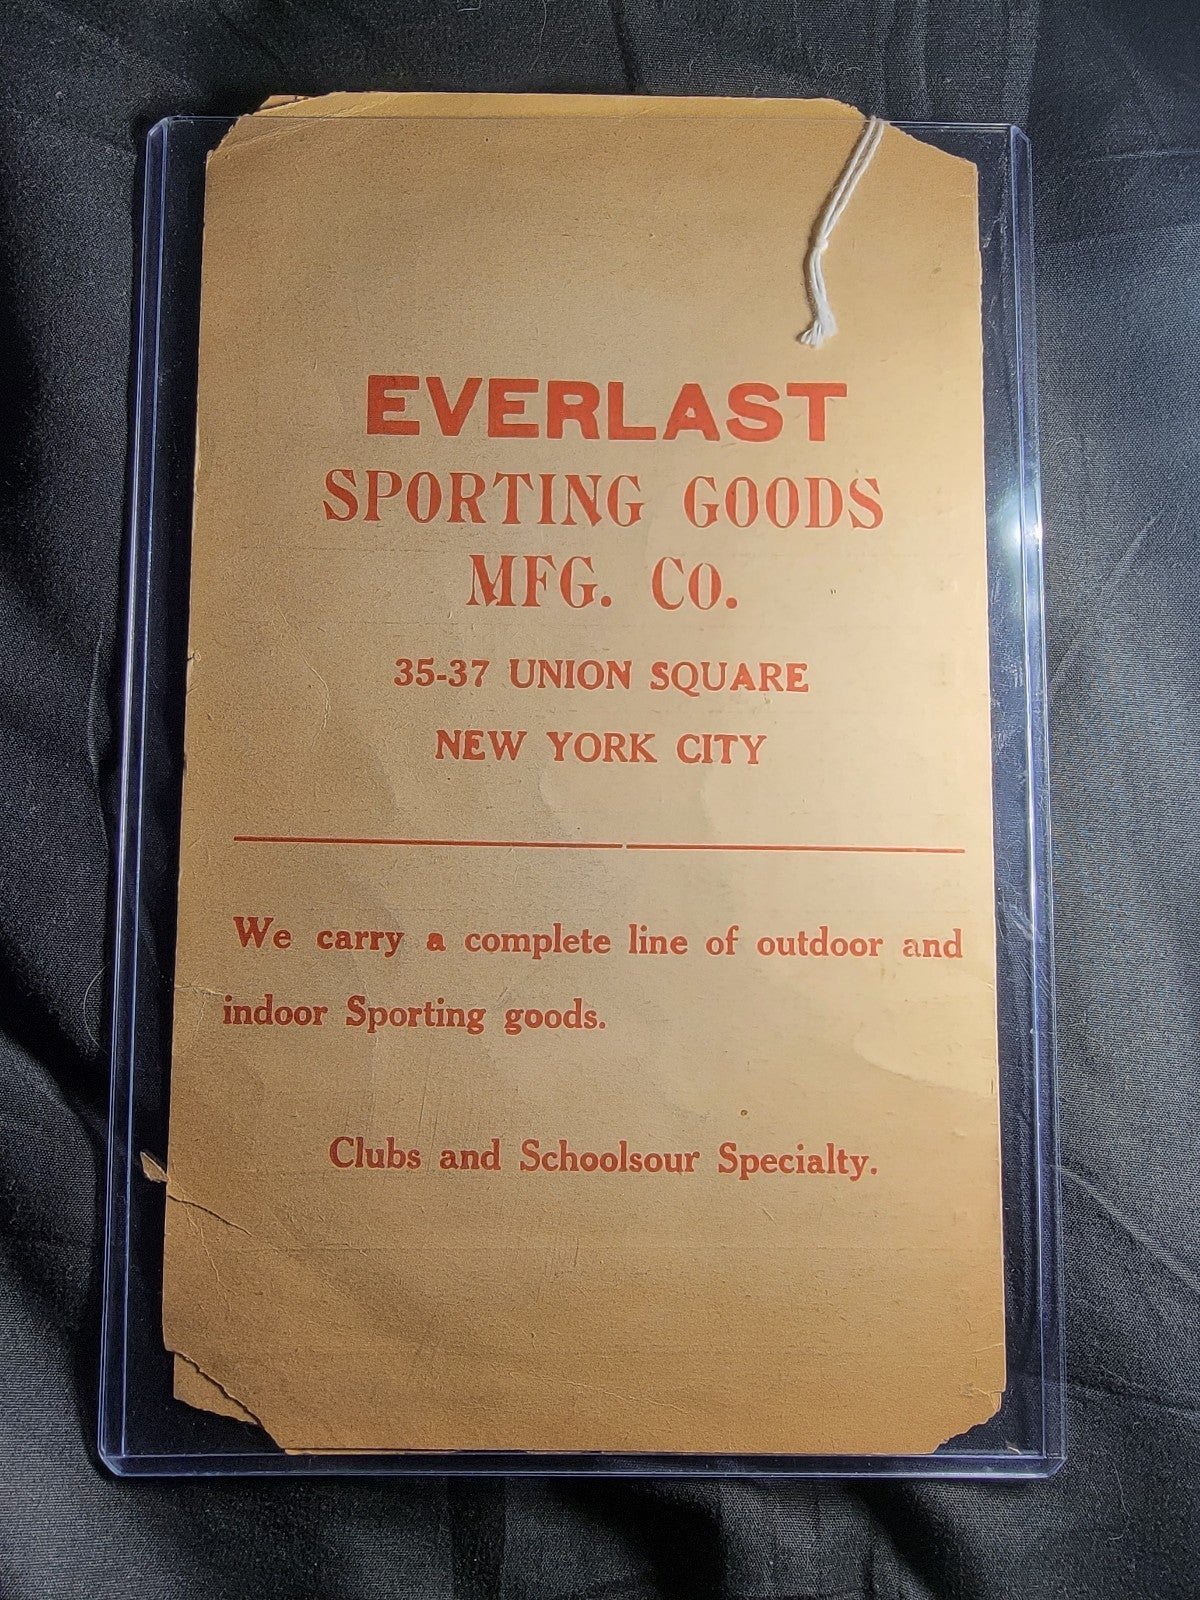 EVERLAST
SPORTING GOODS
MFG. CO.
35-37 UNION SQUARE
NEW YORK CITY
We carry a complete line of outdoor and
indoor Sporting goods.
Clubs and Schoolsour Specialty.